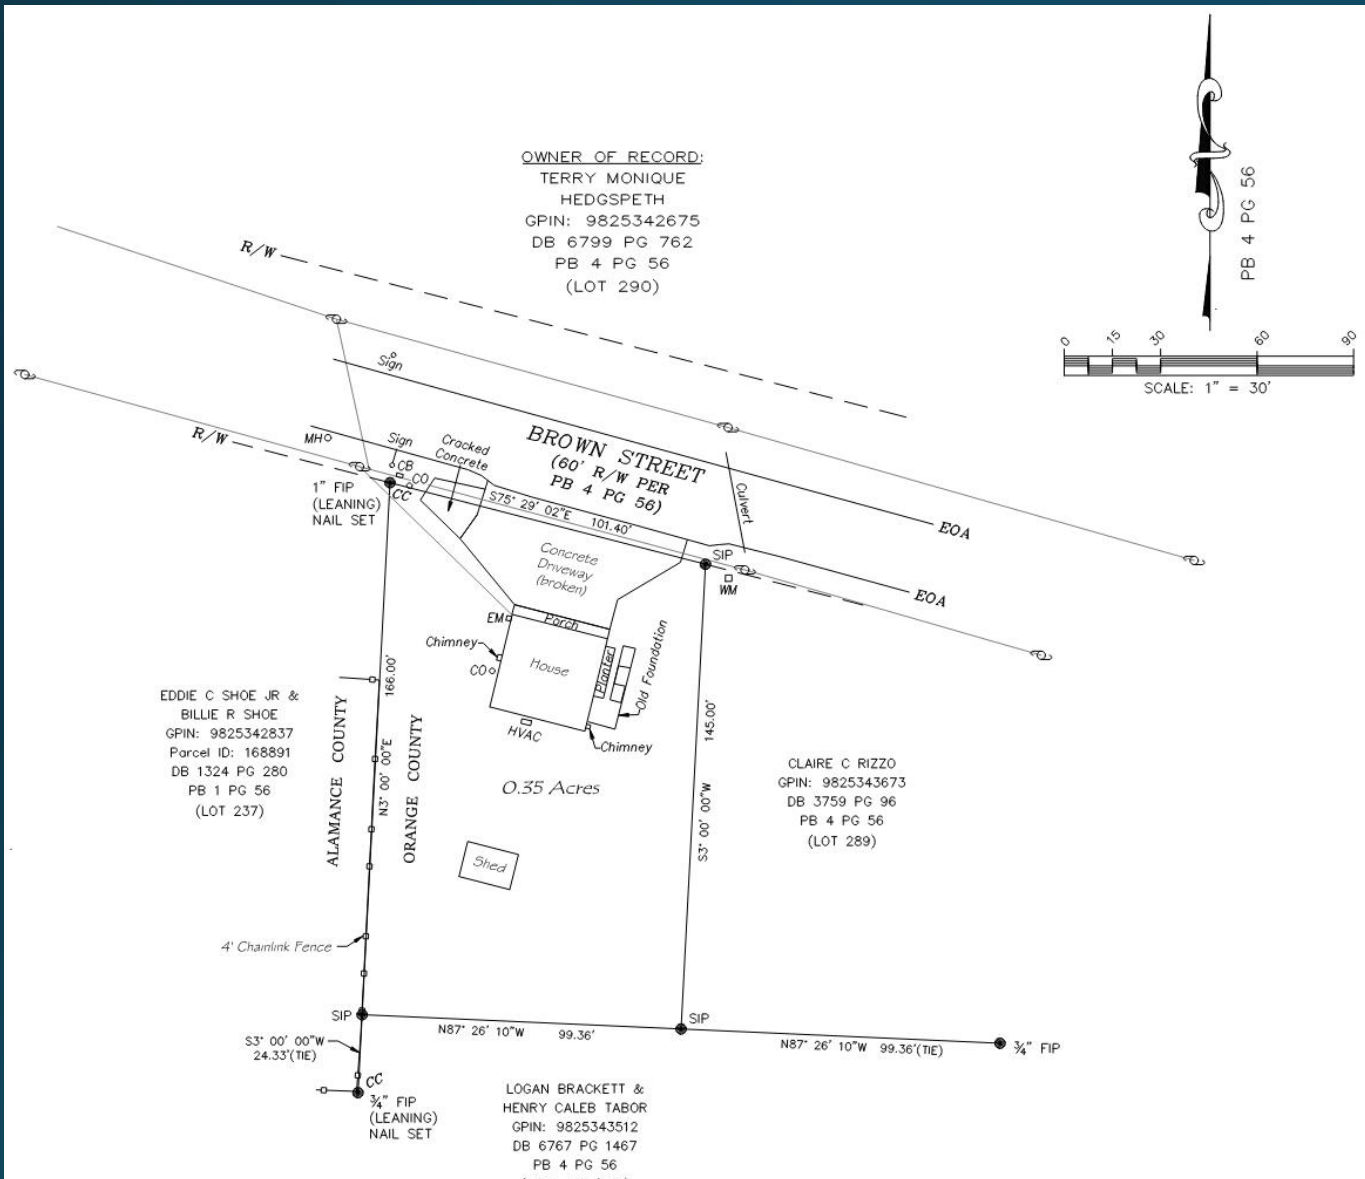 OWNER OF RECORD:
TERRY MONIQUE
HEDGSPETH
GPIN: 9825342675
DB 6799 PG 762
PB 4 PG 56
(LOT 290)
PB 4 PG 56
0 15 30 60 90
SCALE: 1" = 30'
R/W
Sign
R/W
MH
Sign
Cracked
Concrete
CB
CO
CC
1" FIP
(LEANING)
NAIL SET
BROWN STREET
(60' R/W PER
PB 4 PG 56)
S75° 29' 02"E 101.40'
Culvert
EOA
EOA
SIP
WM
Concrete
Driveway
(broken)
EM
Porch
Chimney
CO
House
Planter
Old Foundation
HVAC
Chimney
166.00'
N3° 00' 00"E
145.00'
S3° 00' 00"W
EDDIE C SHOE JR &
BILLIE R SHOE
GPIN: 9825342837
Parcel ID: 168891
DB 1324 PG 280
PB 1 PG 56
(LOT 237)
ALAMANCE COUNTY
ORANGE COUNTY
0.35 Acres
CLAIRE C RIZZO
GPIN: 9825343673
DB 3759 PG 96
PB 4 PG 56
(LOT 289)
Shed
4' Chainlink Fence
SIP
N87° 26' 10"W 99.36'
SIP
N87° 26' 10"W 99.36'(TIE)
¾" FIP
S3° 00' 00"W
24.33'(TIE)
CC
¾" FIP
(LEANING)
NAIL SET
LOGAN BRACKETT &
HENRY CALEB TABOR
GPIN: 9825343512
DB 6767 PG 1467
PB 4 PG 56